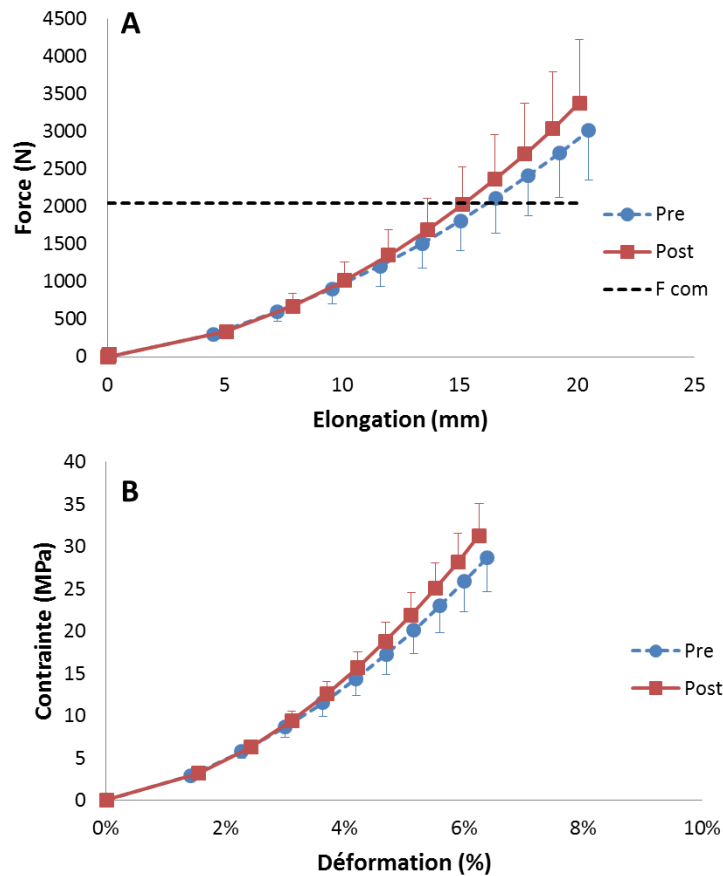 A
4500
4000
3500
3000
2500
2000
1500
1000
500
0
Force (N)
0 5 10 15 20 25
Elongation (mm)
Pre
Post
F com
B
40
35
30
25
20
15
10
5
0
Contrainte (MPa)
0% 2% 4% 6% 8% 10%
Déformation (%)
Pre
Post